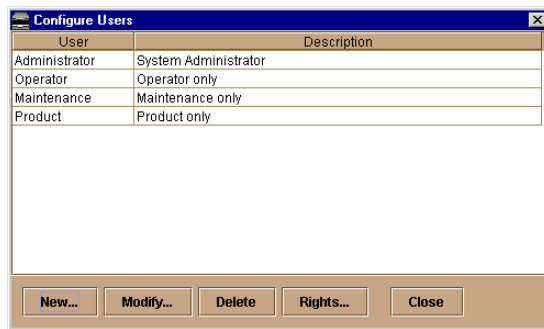 Configure Users
User Description
Administrator System Administrator
Operator Operator only
Maintenance Maintenance only
Product Product only
New... Modify... Delete Rights... Close